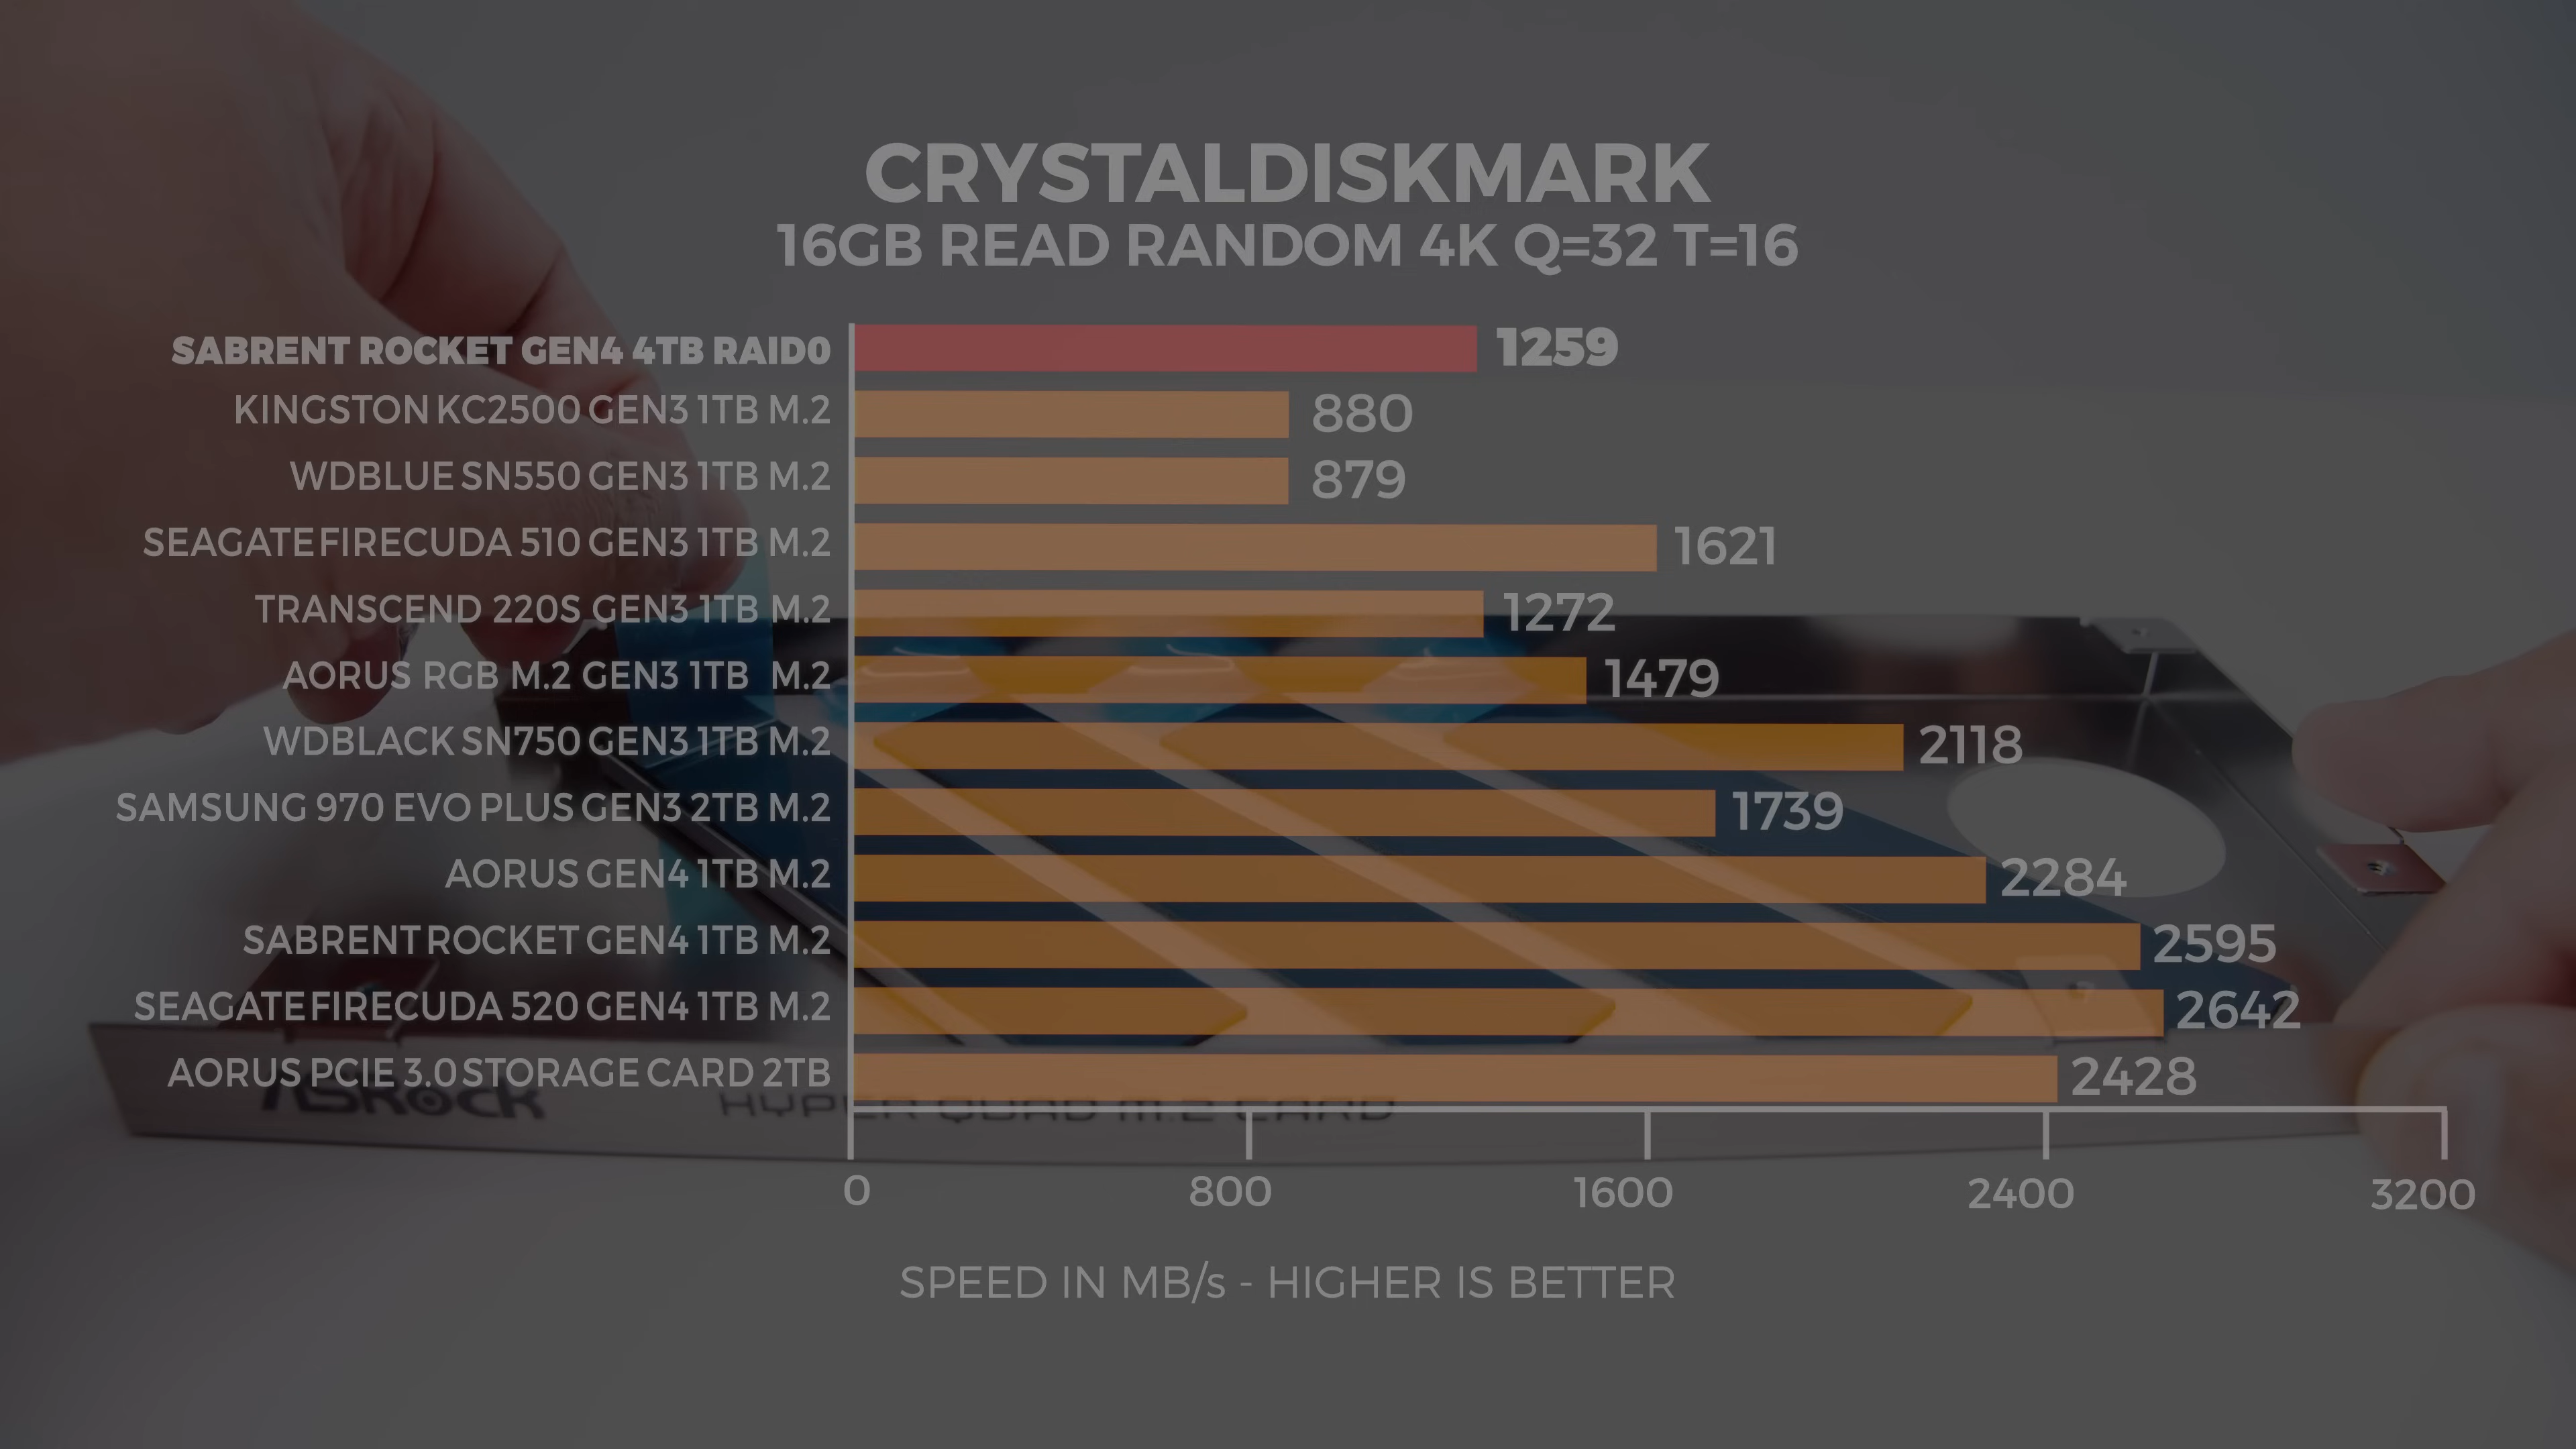 CRYSTALDISKMARK
16GB READ RANDOM 4K Q=32 T=16
SABRENT ROCKET GEN4 4TB RAID0 1259
KINGSTON KC2500 GEN3 1TB M.2 880
WDBLUE SN550 GEN3 1TB M.2 879
SEAGATE FIRECUDA 510 GEN3 1TB M.2 1621
TRANSCEND 220S GEN3 1TB M.2 1272
AORUS RGB M.2 GEN3 1TB M.2 1479
WDBLACK SN750 GEN3 1TB M.2 2118
SAMSUNG 970 EVO PLUS GEN3 2TB M.2 1739
AORUS GEN4 1TB M.2 2284
SABRENT ROCKET GEN4 1TB M.2 2595
SEAGATE FIRECUDA 520 GEN4 1TB M.2 2642
AORUS PCIE 3.0 STORAGE CARD 2TB 2428
ASRock HYPER QUAD M.2 CARD
0 800 1600 2400 3200
SPEED IN MB/s - HIGHER IS BETTER